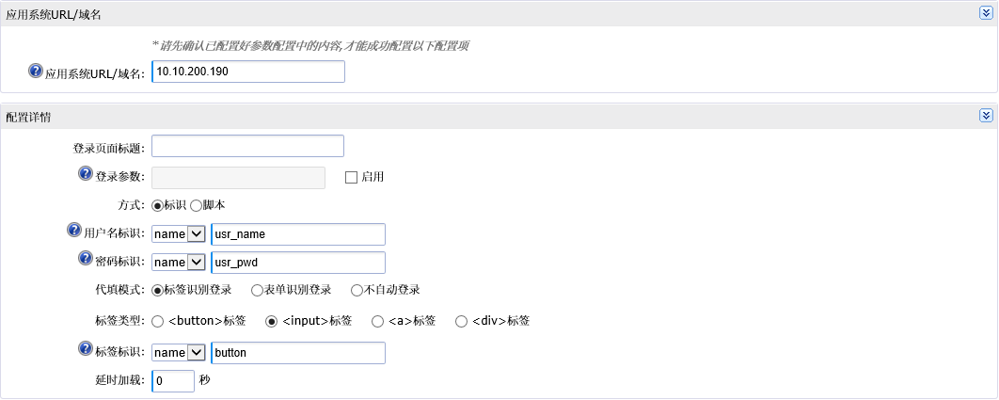 应用系统URL/域名
*请先确认已配置好参数配置中的内容,才能成功配置以下配置项
应用系统URL/域名: 10.10.200.190
配置详情
登录页面标题:
登录参数: 启用
方式: 标识 脚本
用户名标识: name usr_name
密码标识: name usr_pwd
代填模式: 标签识别登录 表单识别登录 不自动登录
标签类型: <button>标签 <input>标签 <a>标签 <div>标签
标签标识: name button
延时加载: 0 秒